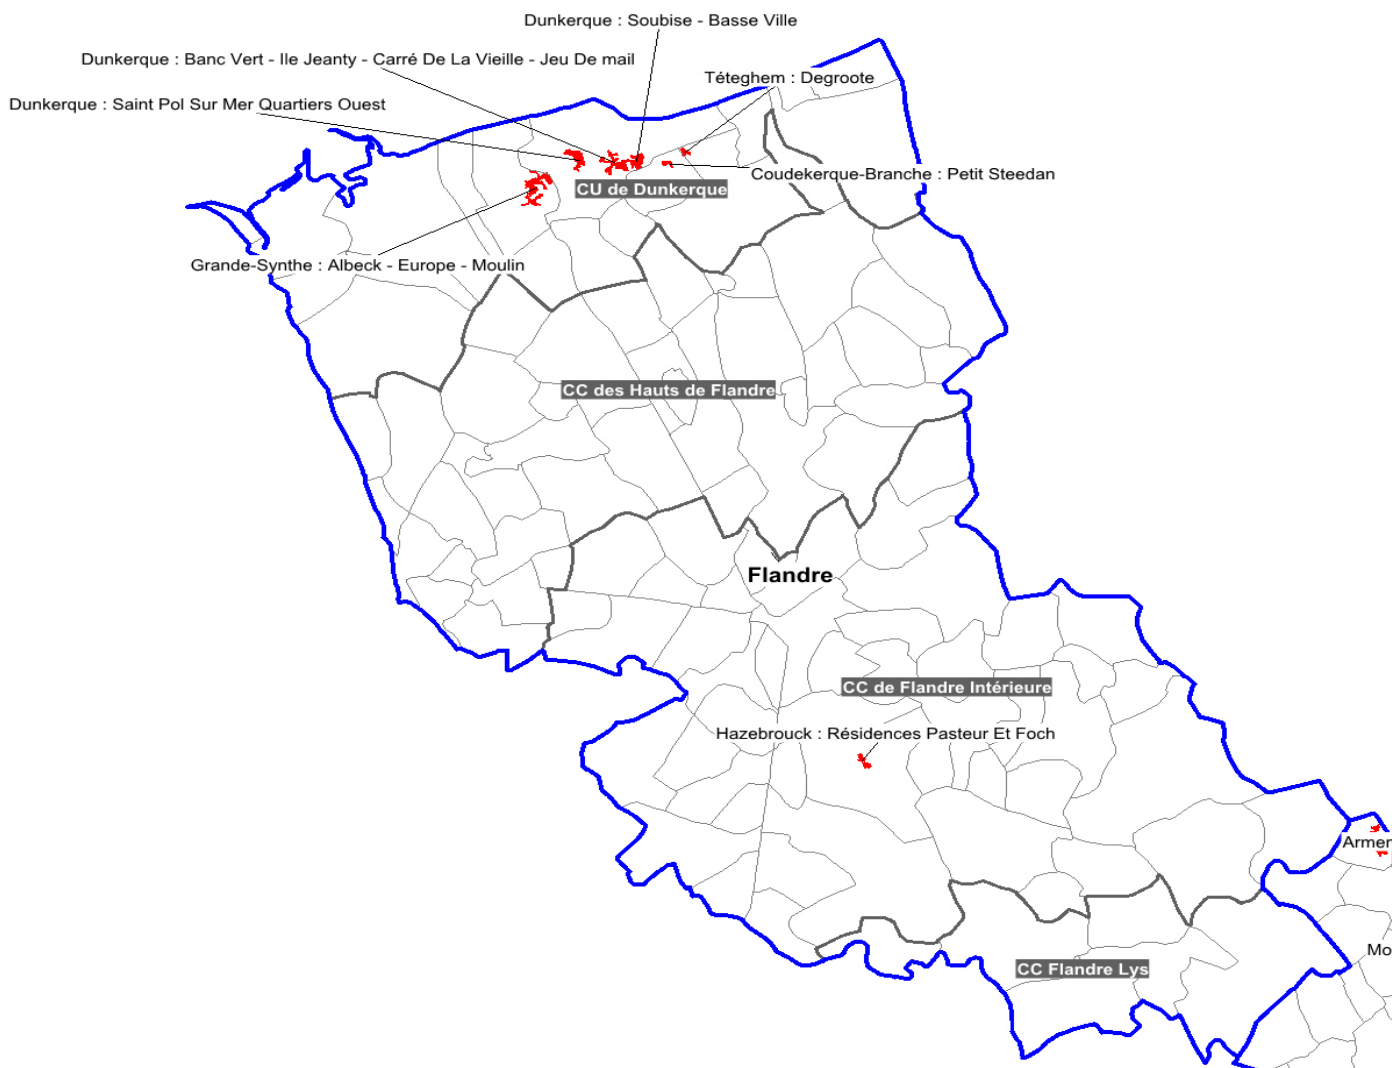 Dunkerque : Soubise - Basse Ville
Dunkerque : Banc Vert - Ile Jeanty - Carré De La Vieille - Jeu De mail
Téteghem : Degroote
Dunkerque : Saint Pol Sur Mer Quartiers Ouest
Coudekerque-Branche : Petit Steedan
CU de Dunkerque
Grande-Synthe : Albeck - Europe - Moulin
CC des Hauts de Flandre
Flandre
CC de Flandre Intérieure
Hazebrouck : Résidences Pasteur Et Foch
Armen
Mo
CC Flandre Lys